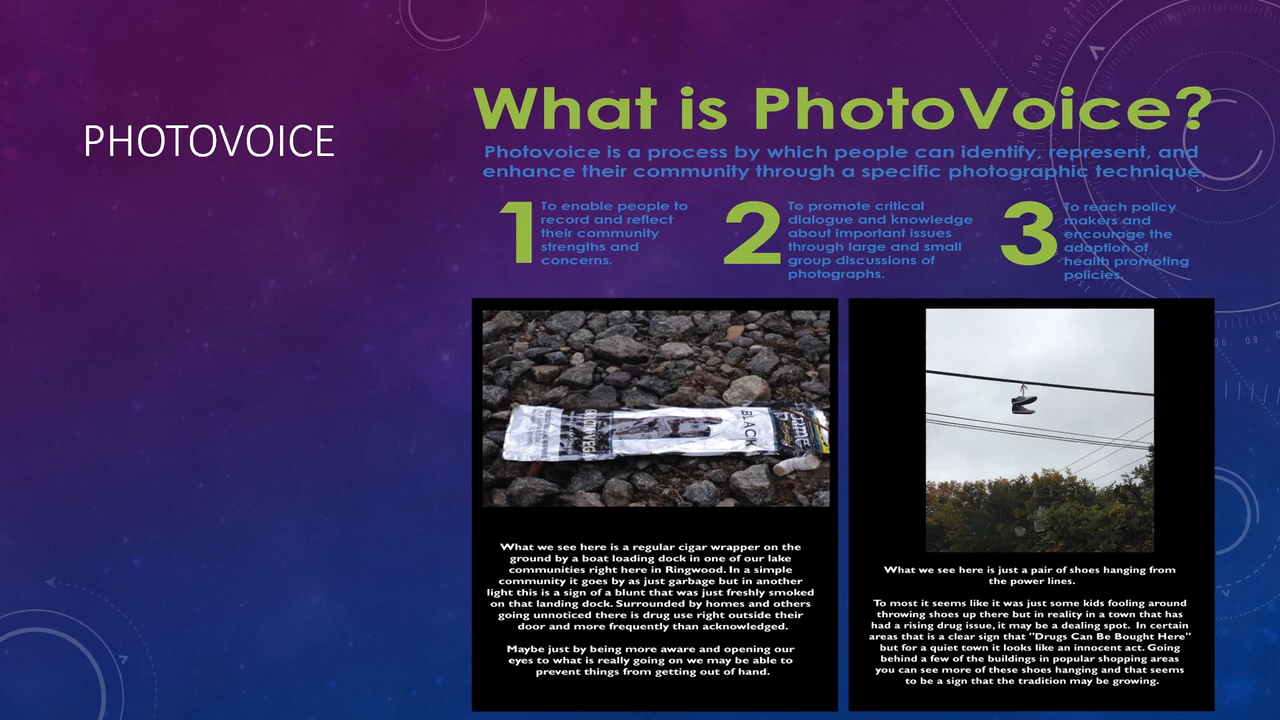 PHOTOVOICE
What is PhotoVoice?
Photovoice is a process by which people can identify, represent, and
enhance their community through a specific photographic technique.
1
To enable people to
record and reflect
their community
strengths and
concerns.
2
To promote critical
dialogue and knowledge
about important issues
through large and small
group discussions of
photographs.
3
To reach policy
makers and
encourage the
adoption of
health promoting
policies.
BLACK
What we see here is a regular cigar wrapper on the
ground by a boat loading dock in one of our lake
communities right here in Ringwood. In a simple
community it goes by as just garbage but in another
light this is a sign of a blunt that was just freshly smoked
on that landing dock. Surrounded by homes and others
going unnoticed there is drug use right outside their
door and more frequently than acknowledged.
Maybe just by being more aware and opening our
eyes to what is really going on we may be able to
prevent things from getting out of hand.
What we see here is just a pair of shoes hanging from
the power lines.
To most it seems like it was just some kids fooling around
throwing shoes up there but in reality in a town that has
had a rising drug issue, it may be a dealing spot.  In certain
areas that is a clear sign that "Drugs Can Be Bought Here"
but for a quiet town it looks like an innocent act. Going
behind a few of the buildings in popular shopping areas
you can see more of these shoes hanging and that seems
to be a sign that the tradition may be growing.